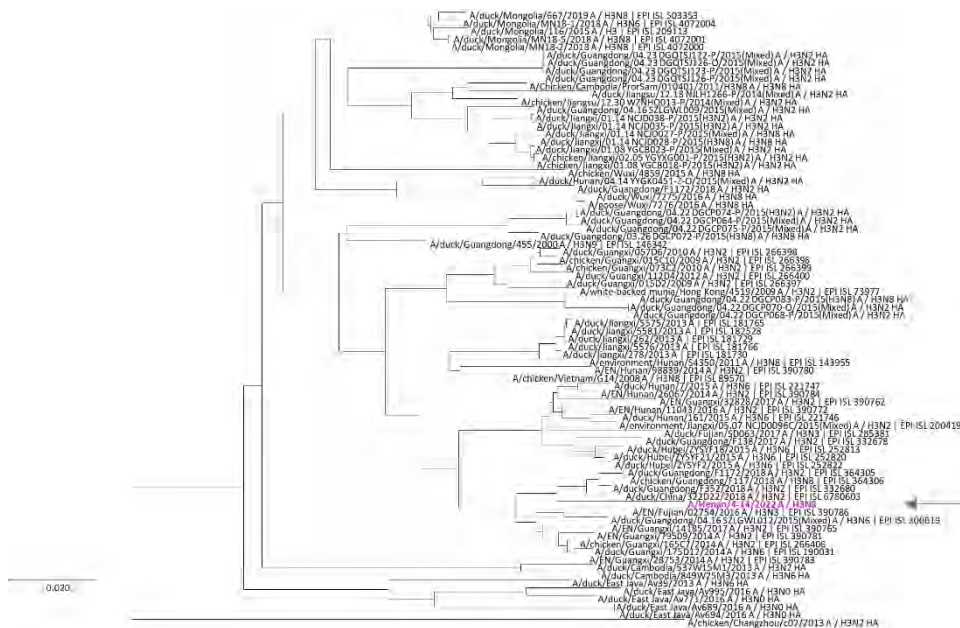 A/duck/Mongolia/667/2019 A / H3N8 | EPI ISL 503353
A/duck/Mongolia/MN18-1/2018 A / H3N6 | EPI ISL 4072004
A/duck/Mongolia/116/2015 A / H3 | EPI ISL 209113
A/duck/Mongolia/MN18-5/2018 A / H3N8 | EPI ISL 4072001
A/duck/Mongolia/MN18-2/2018 A / H3N8 | EPI ISL 4072000
A/duck/Guangdong/04.23 DGQTSJ122-P/2015(Mixed) A / H3N2 HA
A/duck/Guangdong/04.23 DGQTSJ126-O/2015(Mixed) A / H3N2 HA
A/duck/Guangdong/04.23 DGQTSJ123-P/2015(Mixed) A / H3N2 HA
A/duck/Guangdong/04.23 DGQTSJ126-P/2015(Mixed) A / H3N2 HA
A/Chicken/Cambodia/ProrSam/010401/2011/H3N8 A / H3N8 HA
A/duck/Jiangsu/12.18 NJLH1266-P/2014(Mixed) A / H3N2 HA
A/chicken/Jiangsu/12.30 WZNHQ013-P/2014(Mixed) A / H3N2 HA
A/duck/Guangdong/04.16 SZLGWL009/2015(Mixed) A / H3N2 HA
A/duck/Jiangxi/01.14 NCJD038-P/2015(H3N2) A / H3N2 HA
A/duck/Jiangxi/01.14 NCJD035-P/2015(H3N2) A / H3N2 HA
A/duck/Jiangxi/01.14 NCJD027-P/2015(Mixed) A / H3N2 HA
A/duck/Jiangxi/01.14 NCJD028-P/2015(H3N8) A / H3N8 HA
A/duck/Jiangxi/01.08 YGCB023-P/2015(Mixed) A / H3N2 HA
A/chicken/Jiangxi/02.05 YGYXG001-P/2015(H3N2) A / H3N2 HA
A/chicken/Jiangxi/01.08 YGCB018-P/2015(H3N2) A / H3N2 HA
A/chicken/Wuxi/4859/2015 A / H3N8 HA
A/duck/Hunan/04.14 YYGK0451-O/2015(Mixed) A / H3N2 HA
A/duck/Guangdong/F1172/2018 A / H3N2 HA
A/duck/Wuxi/7275/2016 A / H3N8 HA
A/goose/Wuxi/7276/2016 A / H3N8 HA
A/duck/Guangdong/04.22 DGCP074-P/2015(H3N2) A / H3N2 HA
A/duck/Guangdong/04.22 DGCP064-P/2015(Mixed) A / H3N2 HA
A/duck/Guangdong/04.22 DGCP075-P/2015(Mixed) A / H3N2 HA
A/duck/Guangdong/03.26 DGCP072-P/2015(H3N8) A / H3N8 HA
A/duck/Guangdong/455/2000 A / H3N9 | EPI ISL 146342
A/duck/Guangxi/057D6/2010 A / H3N2 | EPI ISL 266398
A/chicken/Guangxi/015C10/2009 A / H3N2 | EPI ISL 266396
A/chicken/Guangxi/073C2/2010 A / H3N2 | EPI ISL 266399
A/duck/Guangxi/112D4/2012 A / H3N2 | EPI ISL 266400
A/duck/Guangxi/015D2/2009 A / H3N2 | EPI ISL 266397
A/white-backed munia/Hong Kong/4519/2009 A / H3N2 | EPI ISL 73977
A/duck/Guangdong/04.22 DGCP083-P/2015(H3N8) A / H3N8 HA
A/duck/Guangdong/04.22 DGCP070-O/2015(Mixed) A / H3N2 HA
A/duck/Guangdong/04.22 DGCP068-P/2015(Mixed) A / H3N2 HA
A/duck/Jiangxi/5575/2013 A | EPI ISL 181765
A/duck/Jiangxi/5581/2013 A | EPI ISL 182528
A/duck/Jiangxi/262/2013 A | EPI ISL 181729
A/duck/Jiangxi/5576/2013 A | EPI ISL 181766
A/duck/Jiangxi/278/2013 A | EPI ISL 181730
A/environment/Hunan/S4350/2011 A / H3N8 | EPI ISL 143955
A/EN/Hunan/98839/2014 A / H3N2 | EPI ISL 390780
A/chicken/Vietnam/G14/2008 A / H3N8 | EPI ISL 89570
A/duck/Hunan/7/2015 A / H3N6 | EPI ISL 221747
A/EN/Hunan/26067/2014 A / H3N8 | EPI ISL 390784
A/EN/Guangxi/32828/2017 A | EPI ISL 390762
A/EN/Hunan/11043/2016 A / H3N2 | EPI ISL 390772
A/duck/Hunan/161/2015 A / H3N6 | EPI ISL 221746
A/environment/Jiangxi/05.07 NCJD0096C/2015(Mixed) A / H3N2 | EPI ISL 200419
A/duck/Fujian/SD063/2017 A / H3N3 | EPI ISL 285381
A/duck/Guangdong/F138/2017 A / H3N2 | EPI ISL 332678
A/duck/Hubei/ZYSYF18/2015 A / H3N6 | EPI ISL 252813
A/duck/Hubei/ZYSYF21/2015 A / H3N6 | EPI ISL 252820
A/duck/Hubei/ZYSYF2/2015 A / H3N6 | EPI ISL 252822
A/duck/Guangdong/F1172/2018 A / H3N2 | EPI ISL 364305
A/chicken/Guangdong/F117/2018 A / H3N8 | EPI ISL 364306
A/duck/Guangdong/F352/2018 A / H3N2 | EPI ISL 332680
A/duck/China/322D22/2018 A / H3N2 | EPI ISL 6780603
A/Henan/4-14/2022 A / H3N8
A/EN/Fujian/02754/2016 A / H3N3 | EPI ISL 390786
A/duck/Guangdong/04.16 SZLGWL012/2015(Mixed) A / H3N6 | EPI ISL
A/EN/Guangxi/14185/2017 A / H3N2 | EPI ISL 390765
A/EN/Guangxi/79509/2014 A / H3N2 | EPI ISL 390781
A/chicken/Guangxi/165C7/2014 A / H3N2 | EPI ISL 266406
A/duck/Guangxi/175D12/2014 A / H3N6 | EPI ISL 190031
A/EN/Guangxi/28753/2014 A / H3N2 | EPI ISL 390783
A/duck/Cambodia/537W15M1/2013 A / H3N2 HA
A/duck/Cambodia/849W25M3/2013 A / H3N6 HA
A/duck/East Java/Av39/2013 A / H3N6 HA
A/duck/East Java/Av995/2016 A / H3N0 HA
A/duck/East Java/Av771/2016 A / H3N0 HA
A/duck/East Java/Av689/2016 A / H3N0 HA
A/duck/East Java/Av694/2016 A / H3N0 HA
A/chicken/Changzhou/c07/2013 A / H3N2 HA
0.020